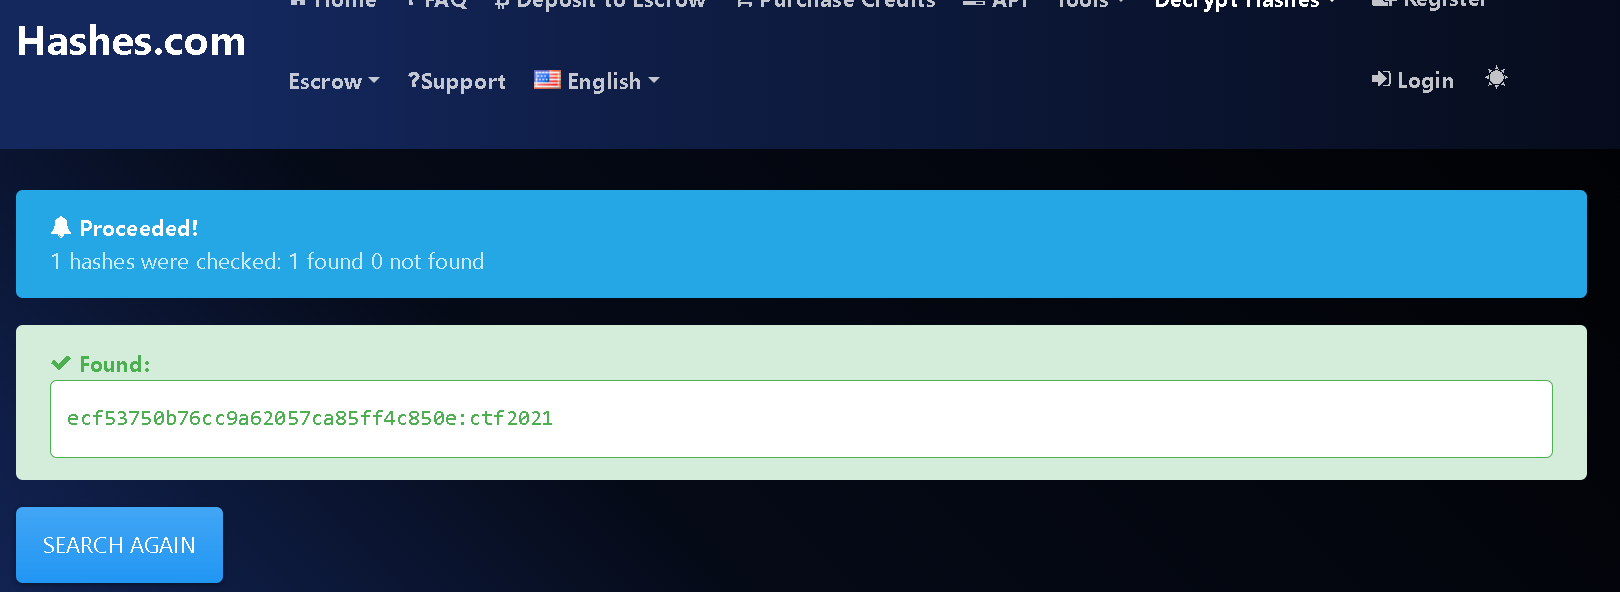 Home FAQ Deposit to Escrow Purchase Credits API Tools Decrypt Hashes Register
Hashes.com
Escrow ?Support English Login
Proceeded!
1 hashes were checked: 1 found 0 not found
Found:
ecf53750b76cc9a62057ca85ff4c850e:ctf2021
SEARCH AGAIN